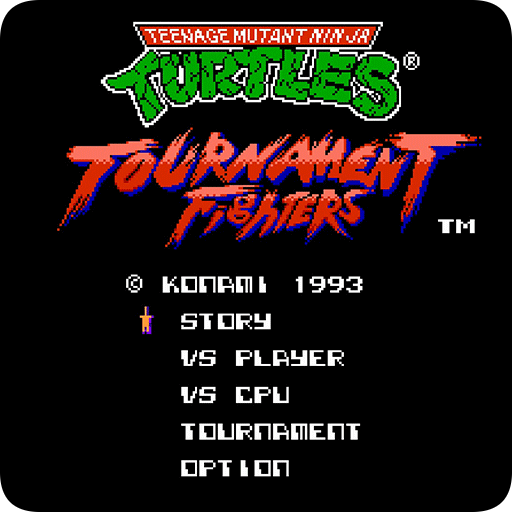 TEENAGE MUTANT NINJA
TURTLES®
TOURNAMENT
FIGHTERS
TM
© KONAMI 1993
STORY
VS PLAYER
VS CPU
TOURNAMENT
OPTION